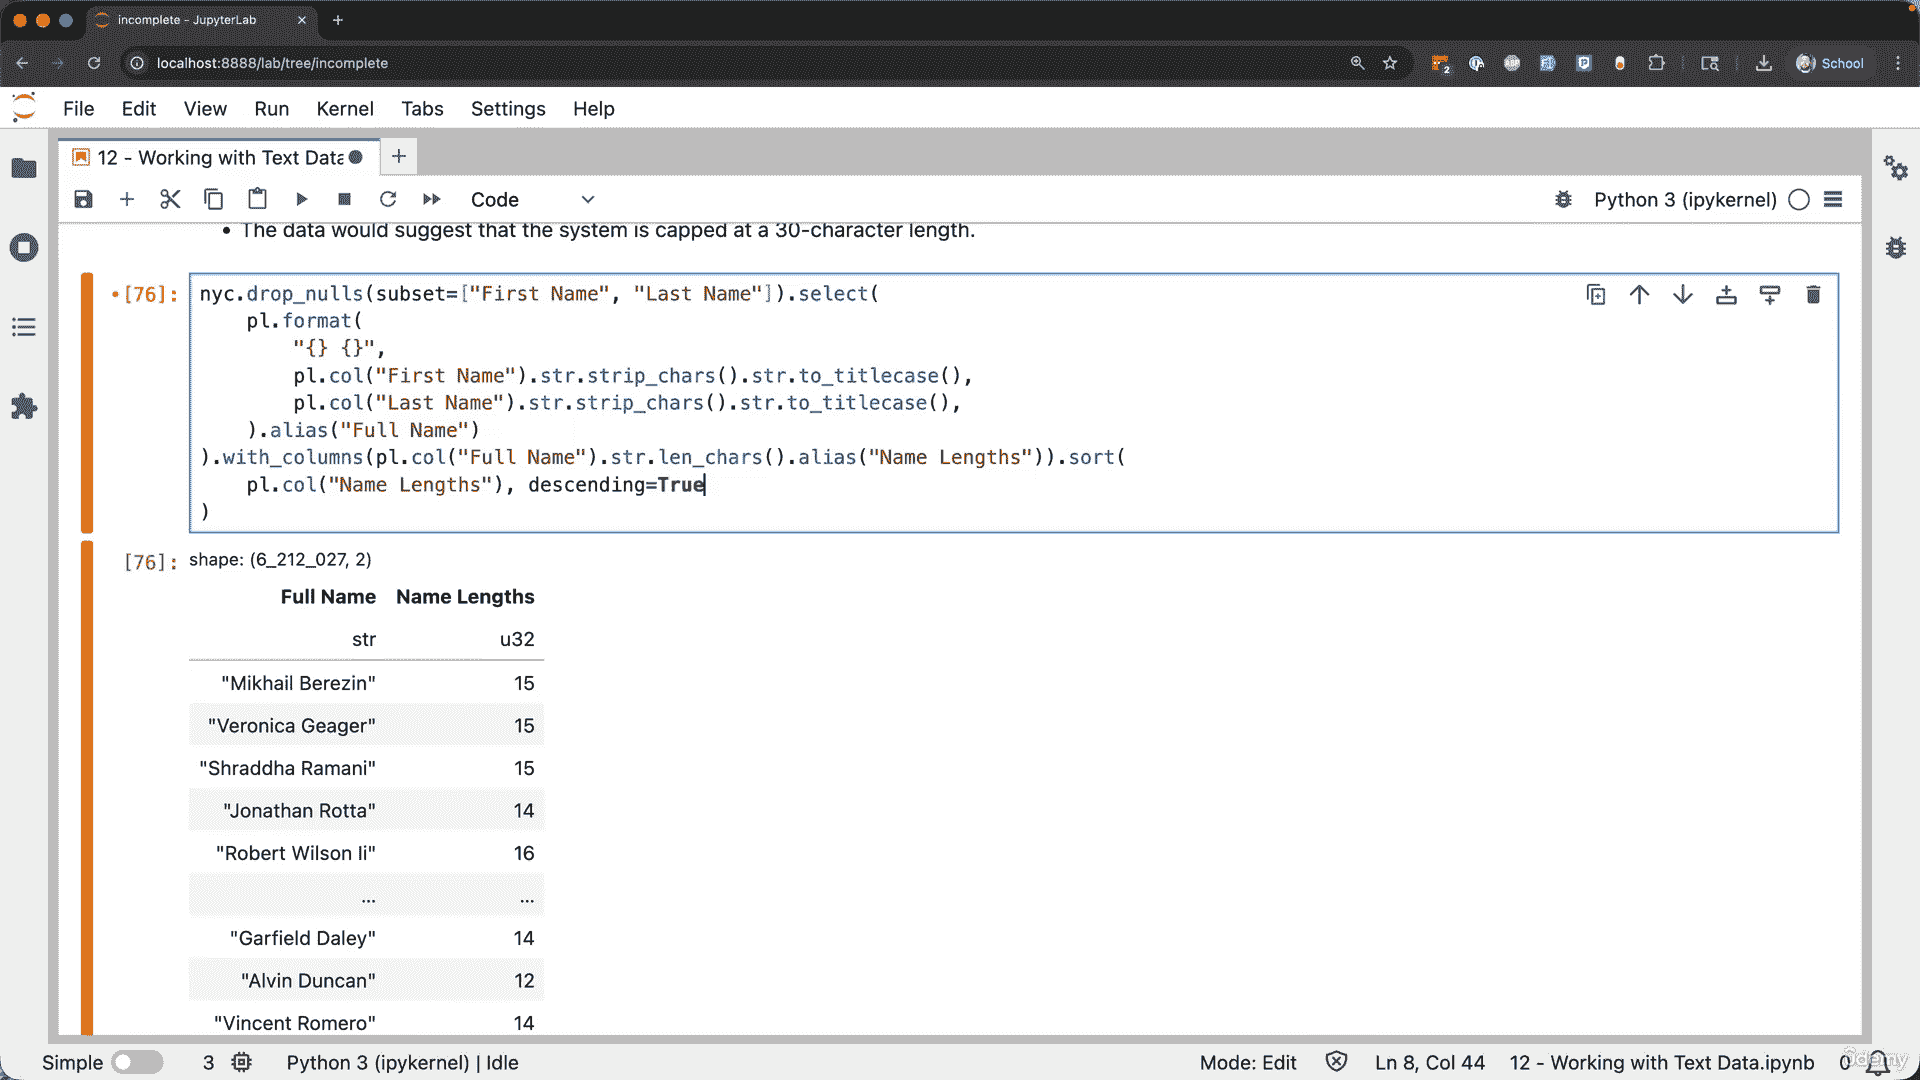 incomplete - JupyterLab
localhost:8888/lab/tree/incomplete
2
School
File Edit View Run Kernel Tabs Settings Help
12 - Working with Text Data
Code
Python 3 (ipykernel)
• The data would suggest that the system is capped at a 30-character length.
[76]:
nyc.drop_nulls(subset=["First Name", "Last Name"]).select(
    pl.format(
        "{} {}",
        pl.col("First Name").str.strip_chars().str.to_titlecase(),
        pl.col("Last Name").str.strip_chars().str.to_titlecase(),
    ).alias("Full Name")
).with_columns(pl.col("Full Name").str.len_chars().alias("Name Lengths")).sort(
    pl.col("Name Lengths"), descending=True
)
[76]: shape: (6_212_027, 2)
Full Name Name Lengths
str u32
"Mikhail Berezin" 15
"Veronica Geager" 15
"Shraddha Ramani" 15
"Jonathan Rotta" 14
"Robert Wilson Ii" 16
... ...
"Garfield Daley" 14
"Alvin Duncan" 12
"Vincent Romero" 14
Simple 3 Python 3 (ipykernel) | Idle Mode: Edit Ln 8, Col 44 12 - Working with Text Data.ipynb 0